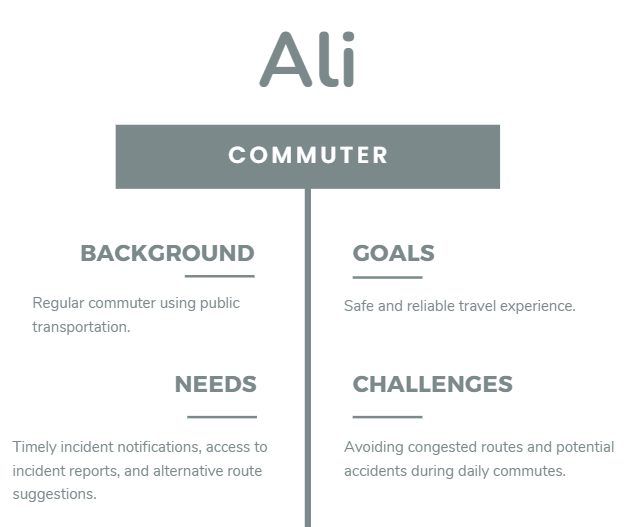 Ali
COMMUTER
BACKGROUND
Regular commuter using public
transportation.
GOALS
Safe and reliable travel experience.
NEEDS
Timely incident notifications, access to
incident reports, and alternative route
suggestions.
CHALLENGES
Avoiding congested routes and potential
accidents during daily commutes.